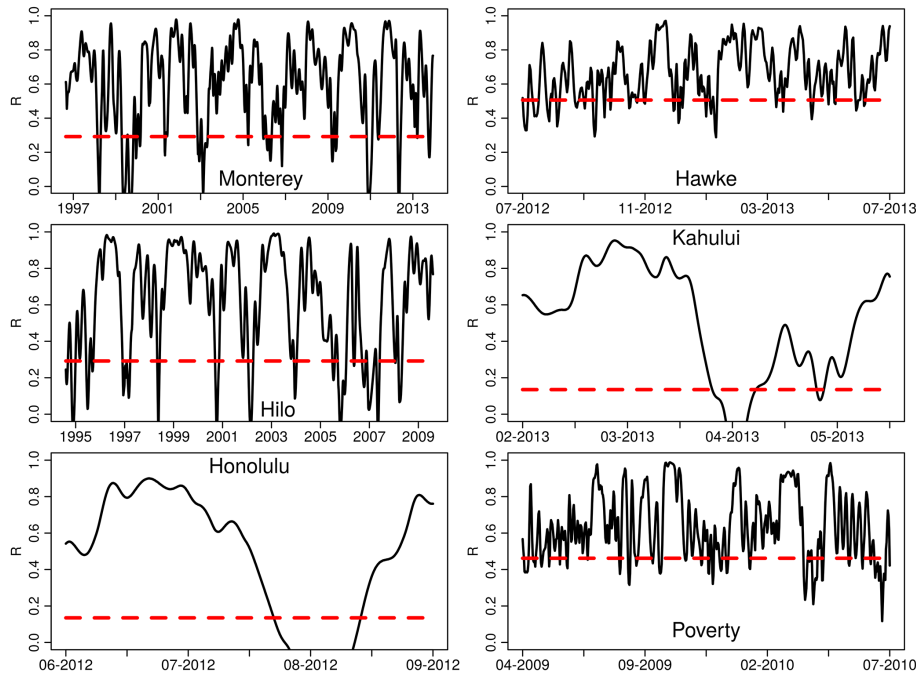 R
0.0 0.2 0.4 0.6 0.8 1.0
Monterey
1997 2001 2005 2009 2013
R
0.0 0.2 0.4 0.6 0.8 1.0
Hawke
07-2012 11-2012 03-2013 07-2013
R
0.0 0.2 0.4 0.6 0.8 1.0
Hilo
1995 1997 1999 2001 2003 2005 2007 2009
R
0.0 0.2 0.4 0.6 0.8 1.0
Kahului
02-2013 03-2013 04-2013 05-2013
R
0.0 0.2 0.4 0.6 0.8 1.0
Honolulu
06-2012 07-2012 08-2012 09-2012
R
0.0 0.2 0.4 0.6 0.8 1.0
Poverty
04-2009 09-2009 02-2010 07-2010